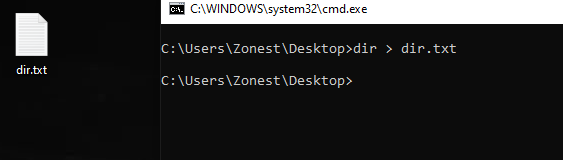 C:\WINDOWS\system32\cmd.exe
C:\Users\Zonest\Desktop>dir > dir.txt
C:\Users\Zonest\Desktop>
dir.txt